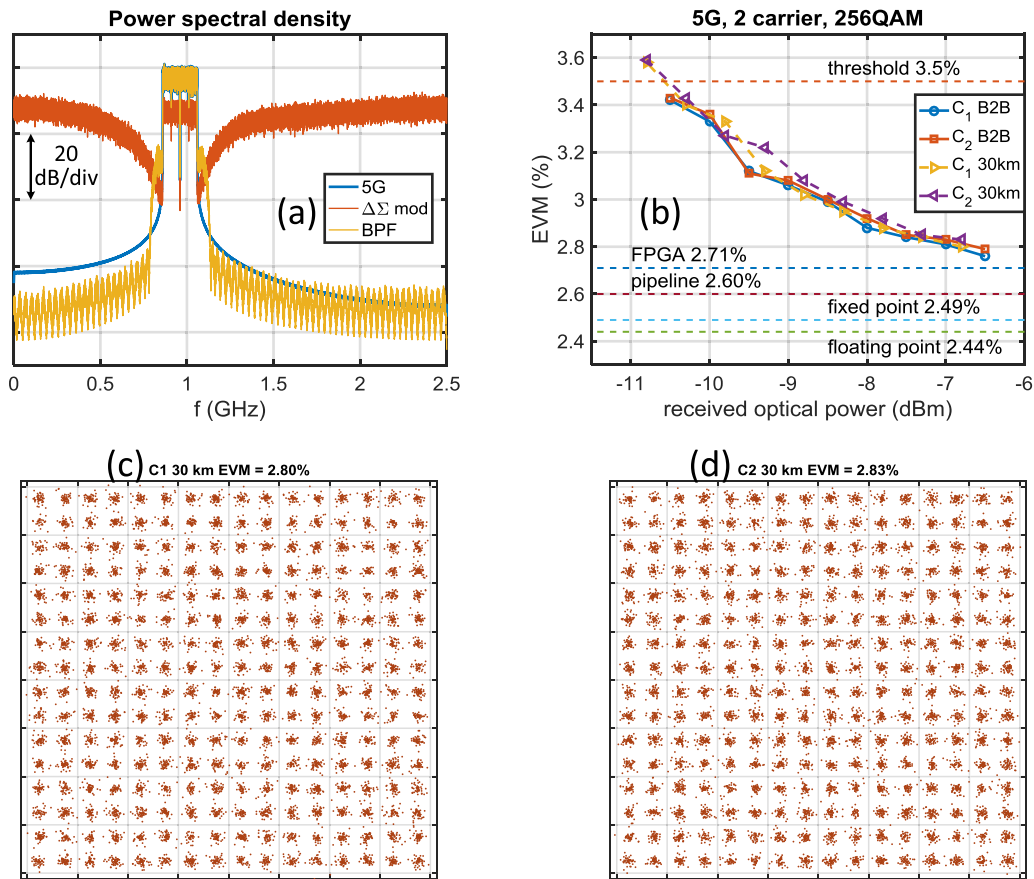 Power spectral density
20
dB/div
5G
ΔΣ mod
BPF
(a)
0 0.5 1 1.5 2 2.5
f (GHz)
5G, 2 carrier, 256QAM
3.6
3.4
3.2
3
2.8
2.6
2.4
EVM (%)
threshold 3.5%
C1 B2B
C2 B2B
C1 30km
C2 30km
(b)
FPGA 2.71%
pipeline 2.60%
fixed point 2.49%
floating point 2.44%
-11 -10 -9 -8 -7 -6
received optical power (dBm)
(c) C1 30 km EVM = 2.80%
(d) C2 30 km EVM = 2.83%